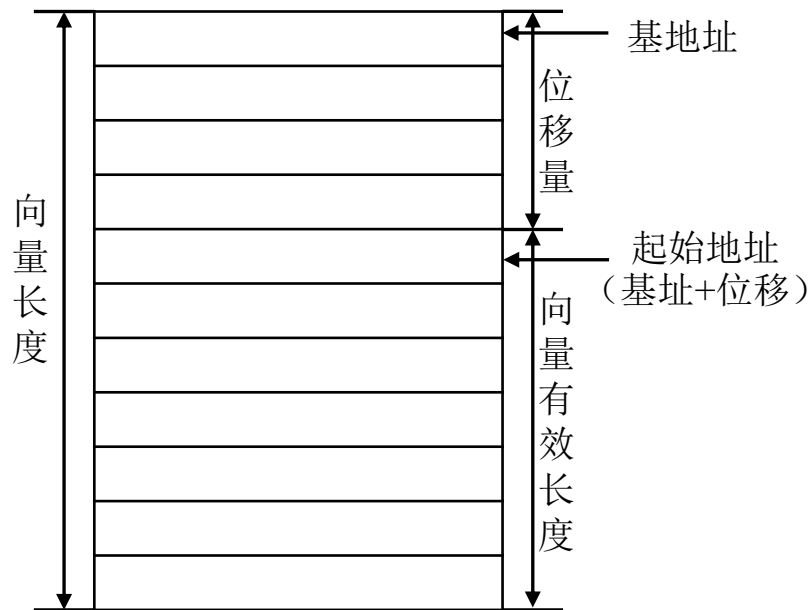 基地址
位移量
向量长度
起始地址
（基址+位移）
向量有效长度